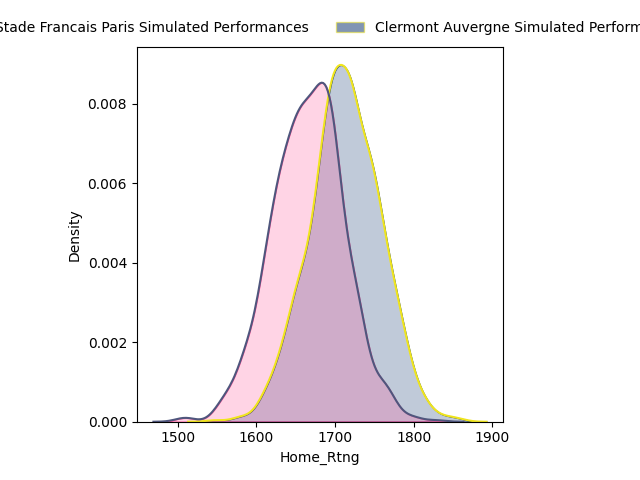 Stade Francais Paris Simulated Performances
Clermont Auvergne Simulated Perform
0.008
0.006
0.004
0.002
0.000
Density
1500 1600 1700 1800 1900
Home_Rtng